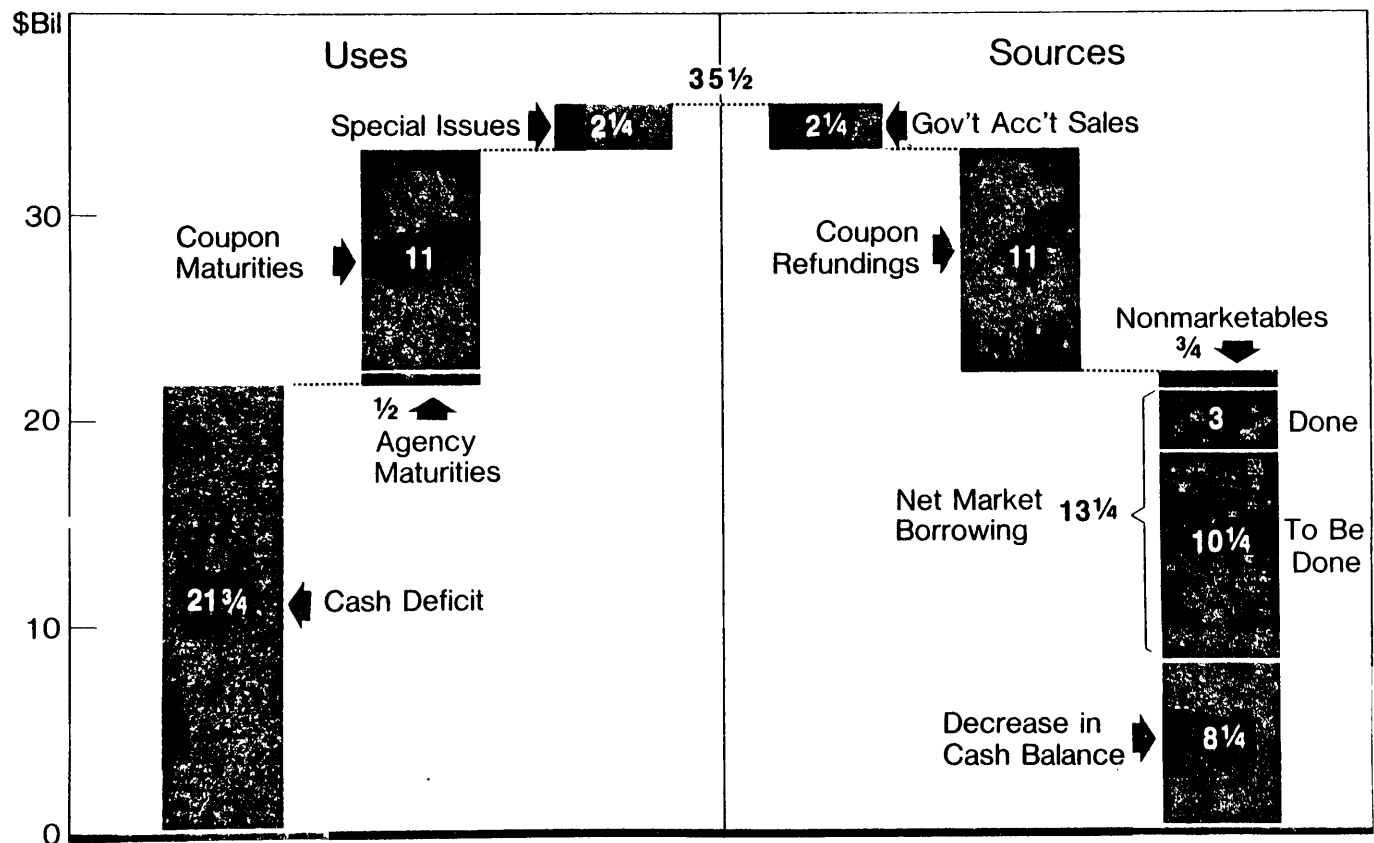 $Bil
Uses
Sources
35½
Special Issues
2¼
2¼
Gov't Acc't Sales
30
Coupon
Maturities
11
Coupon
Refundings
11
Nonmarketables
¾
20
½
Agency
Maturities
3
Done
Net Market
Borrowing
13¼
10¼
To Be
Done
21¾
Cash Deficit
10
Decrease in
Cash Balance
8¼
0